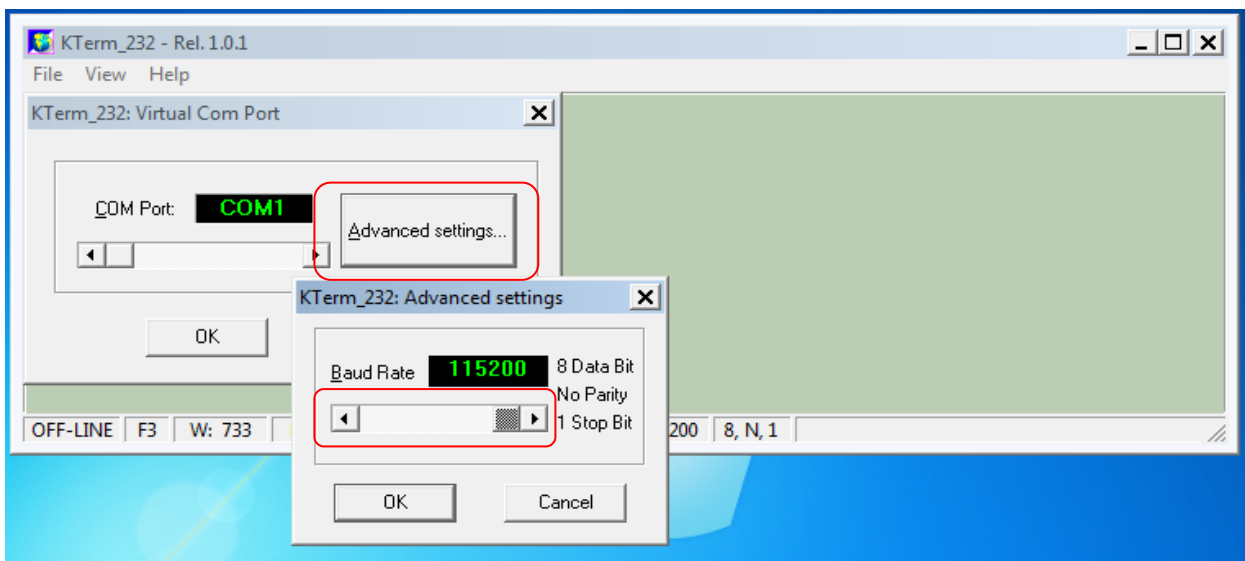 KTerm_232 - Rel. 1.0.1
File View Help
KTerm_232: Virtual Com Port
COM Port: COM1
Advanced settings...
OK
KTerm_232: Advanced settings
Baud Rate 115200
8 Data Bit
No Parity
1 Stop Bit
OK Cancel
OFF-LINE F3 W: 733 200 8, N, 1